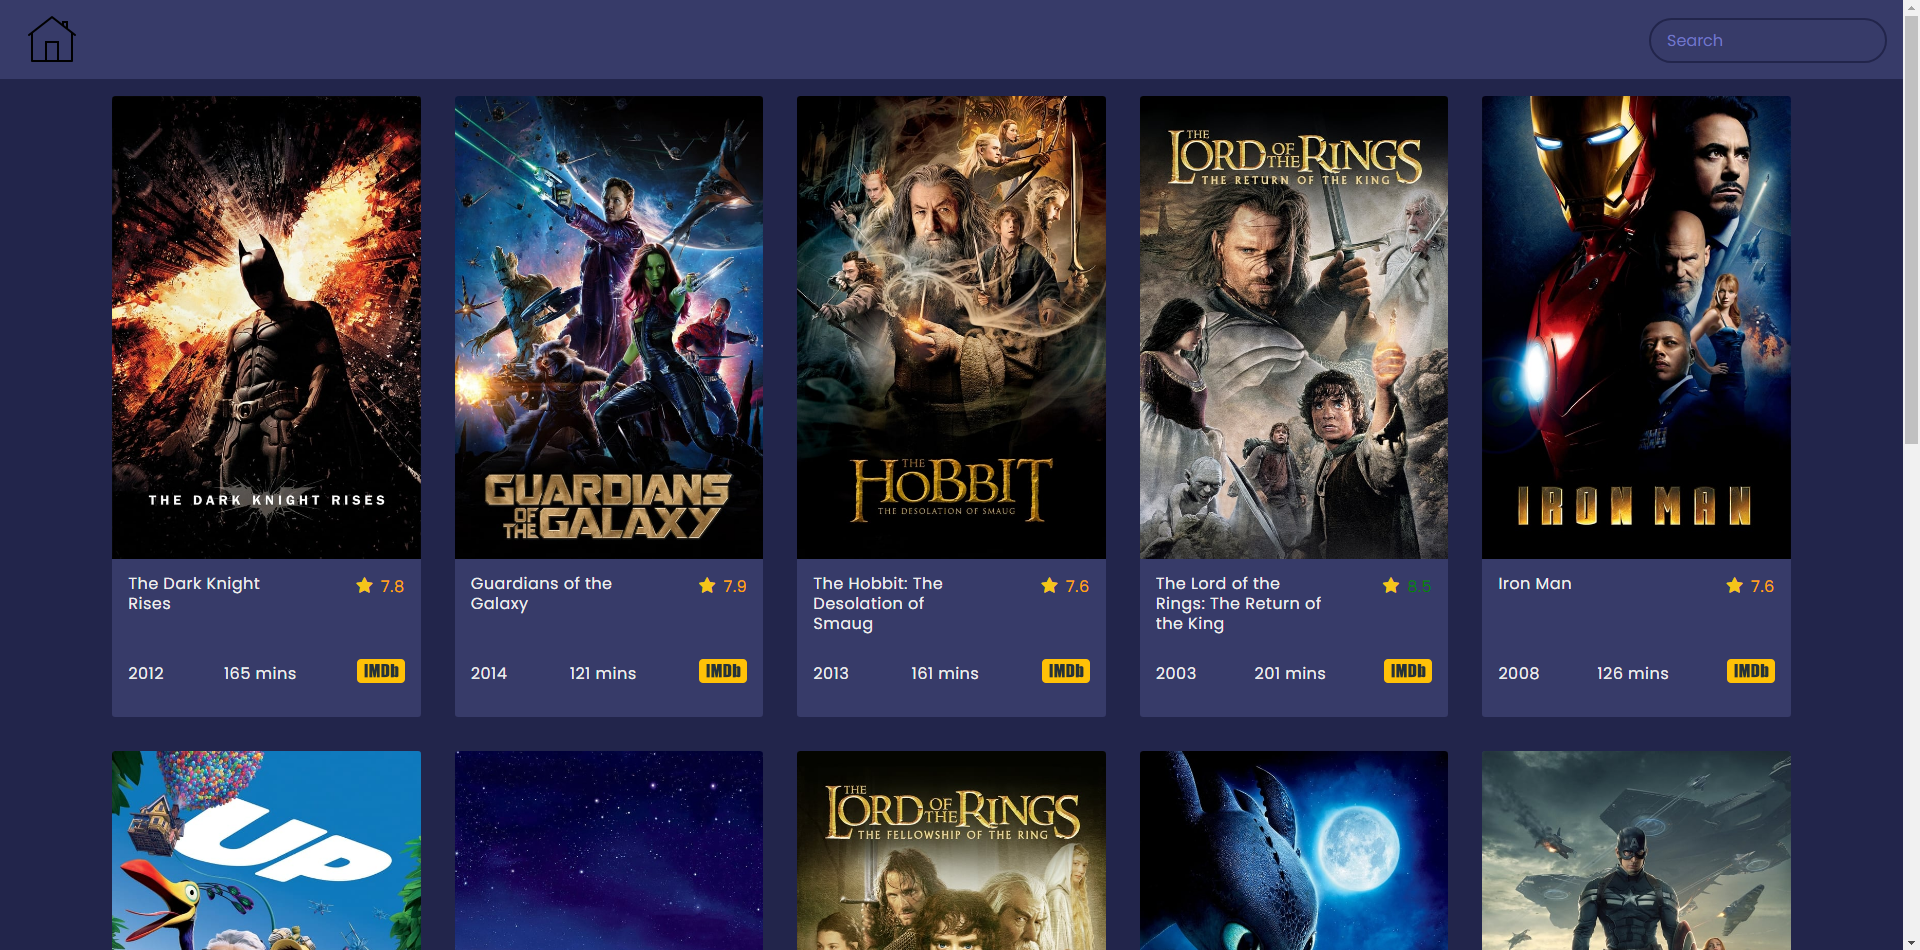 Search
THE DARK KNIGHT RISES
GUARDIANS
OF
THE GALAXY
THE
HOBBIT
THE DESOLATION OF SMAUG
THE
LORD OF THE RINGS
THE RETURN OF THE KING
IRON MAN
The Dark Knight
Rises
7.8
2012
165 mins
IMDb
Guardians of the
Galaxy
7.9
2014
121 mins
IMDb
The Hobbit: The
Desolation of
Smaug
7.6
2013
161 mins
IMDb
The Lord of the
Rings: The Return of
the King
8.5
2003
201 mins
IMDb
Iron Man
7.6
2008
126 mins
IMDb
UP
THE
LORD OF THE RINGS
THE FELLOWSHIP OF THE RING